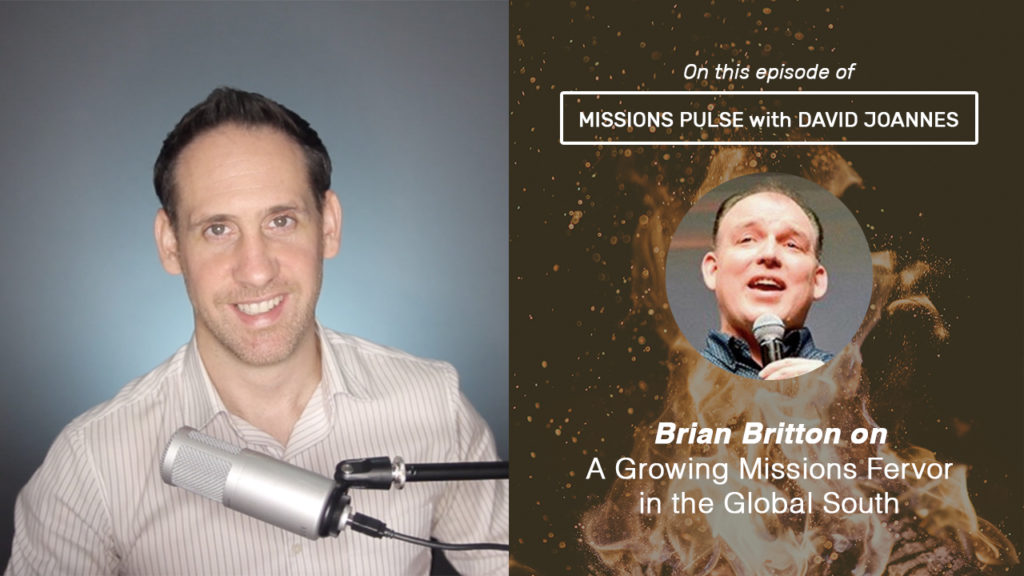 On this episode of
MISSIONS PULSE with DAVID JOANNES
Brian Britton on
A Growing Missions Fervor
in the Global South